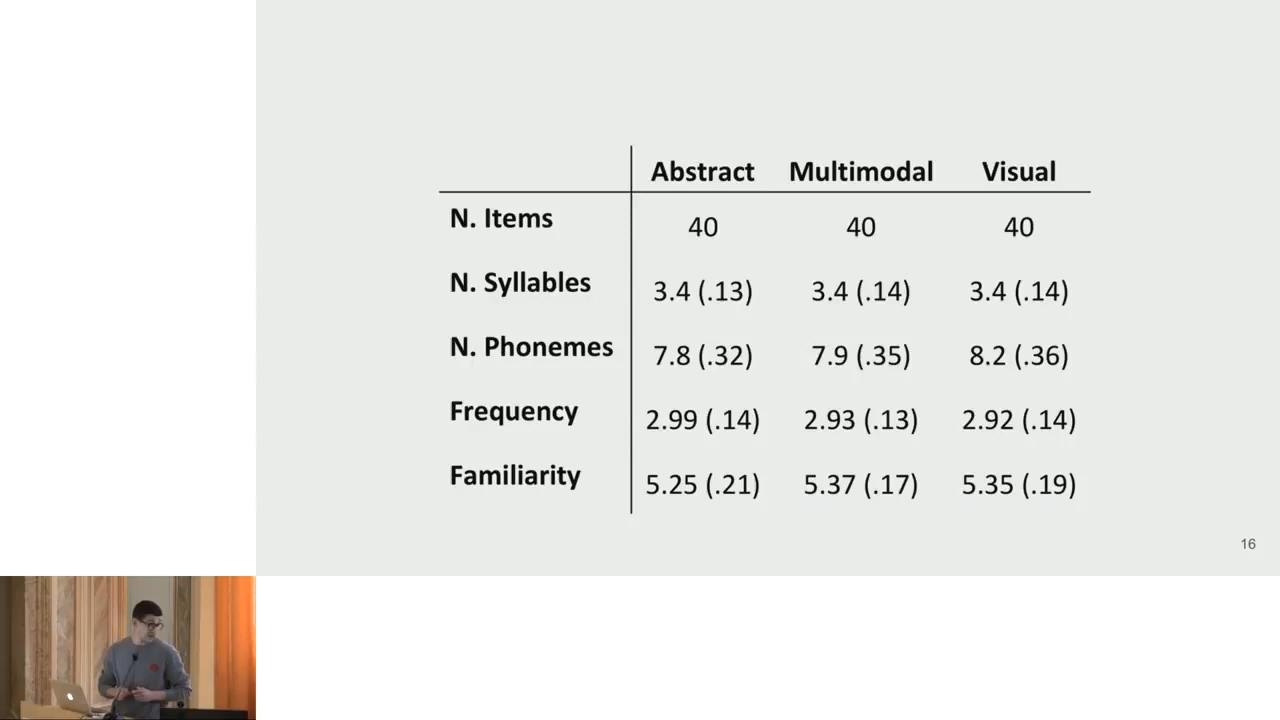 Abstract Multimodal Visual
N. Items 40 40 40
N. Syllables 3.4 (.13) 3.4 (.14) 3.4 (.14)
N. Phonemes 7.8 (.32) 7.9 (.35) 8.2 (.36)
Frequency 2.99 (.14) 2.93 (.13) 2.92 (.14)
Familiarity 5.25 (.21) 5.37 (.17) 5.35 (.19)
16